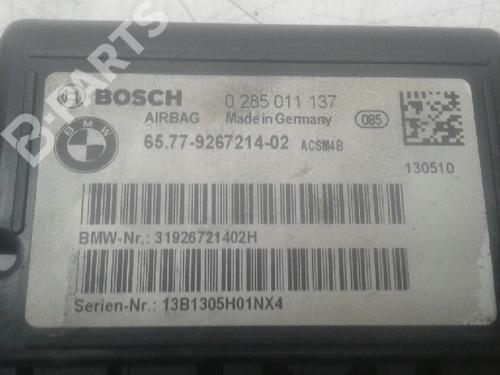 B-PARTS
BOSCH 0 285 011 137
AIRBAG Made in Germany 085
BMW
65.77-9267214-02 ACSM4B
130510
BMW-Nr.: 31926721402H
Serien-Nr.: 13B1305H01NX4